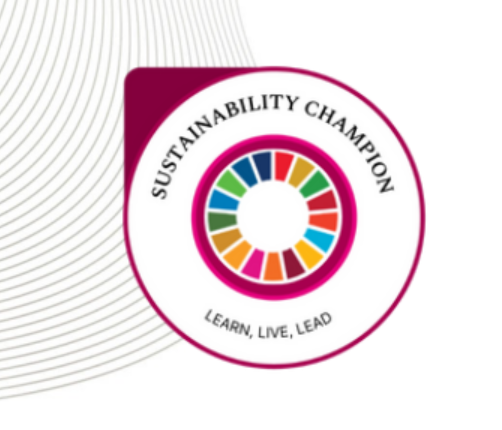 SUSTAINABILITY CHAMPION
LEARN, LIVE, LEAD